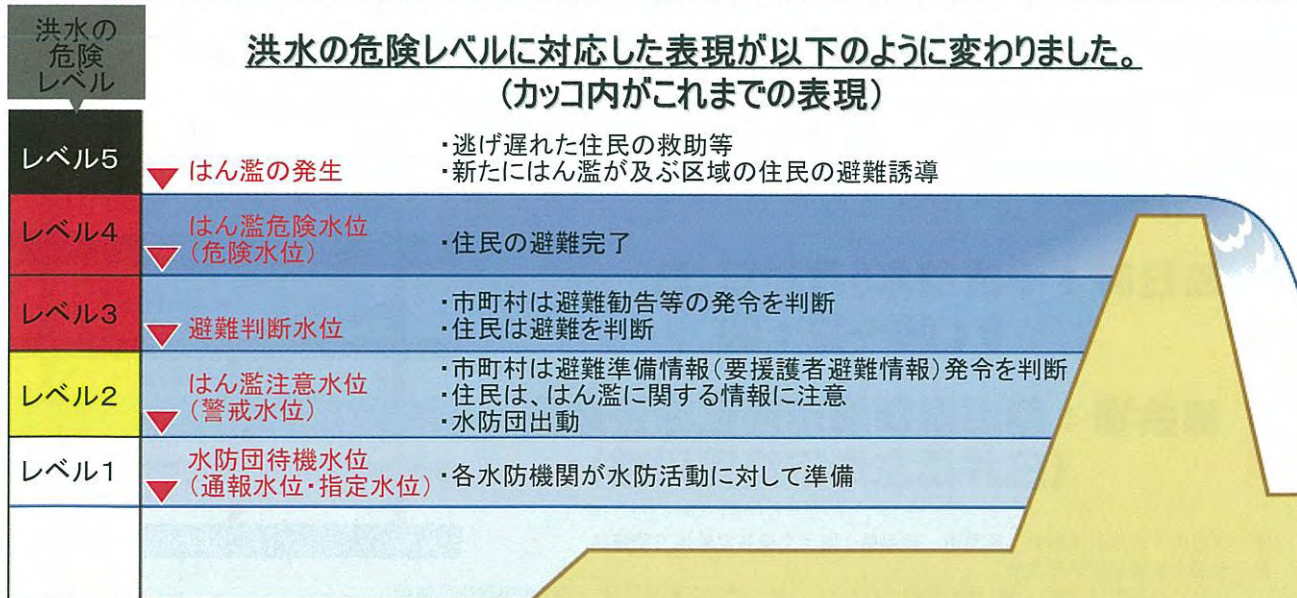 洪水の
危険
レベル
洪水の危険レベルに対応した表現が以下のように変わりました。
(カッコ内がこれまでの表現)
レベル5
▼はん濫の発生
・逃げ遅れた住民の救助等
・新たにはん濫が及ぶ区域の住民の避難誘導
レベル4
はん濫危険水位
▼(危険水位)
・住民の避難完了
レベル3
▼避難判断水位
・市町村は避難勧告等の発令を判断
・住民は避難を判断
レベル2
はん濫注意水位
▼(警戒水位)
・市町村は避難準備情報(要援護者避難情報)発令を判断
・住民は、はん濫に関する情報に注意
・水防団出動
レベル1
水防団待機水位
▼(通報水位・指定水位)
・各水防機関が水防活動に対して準備